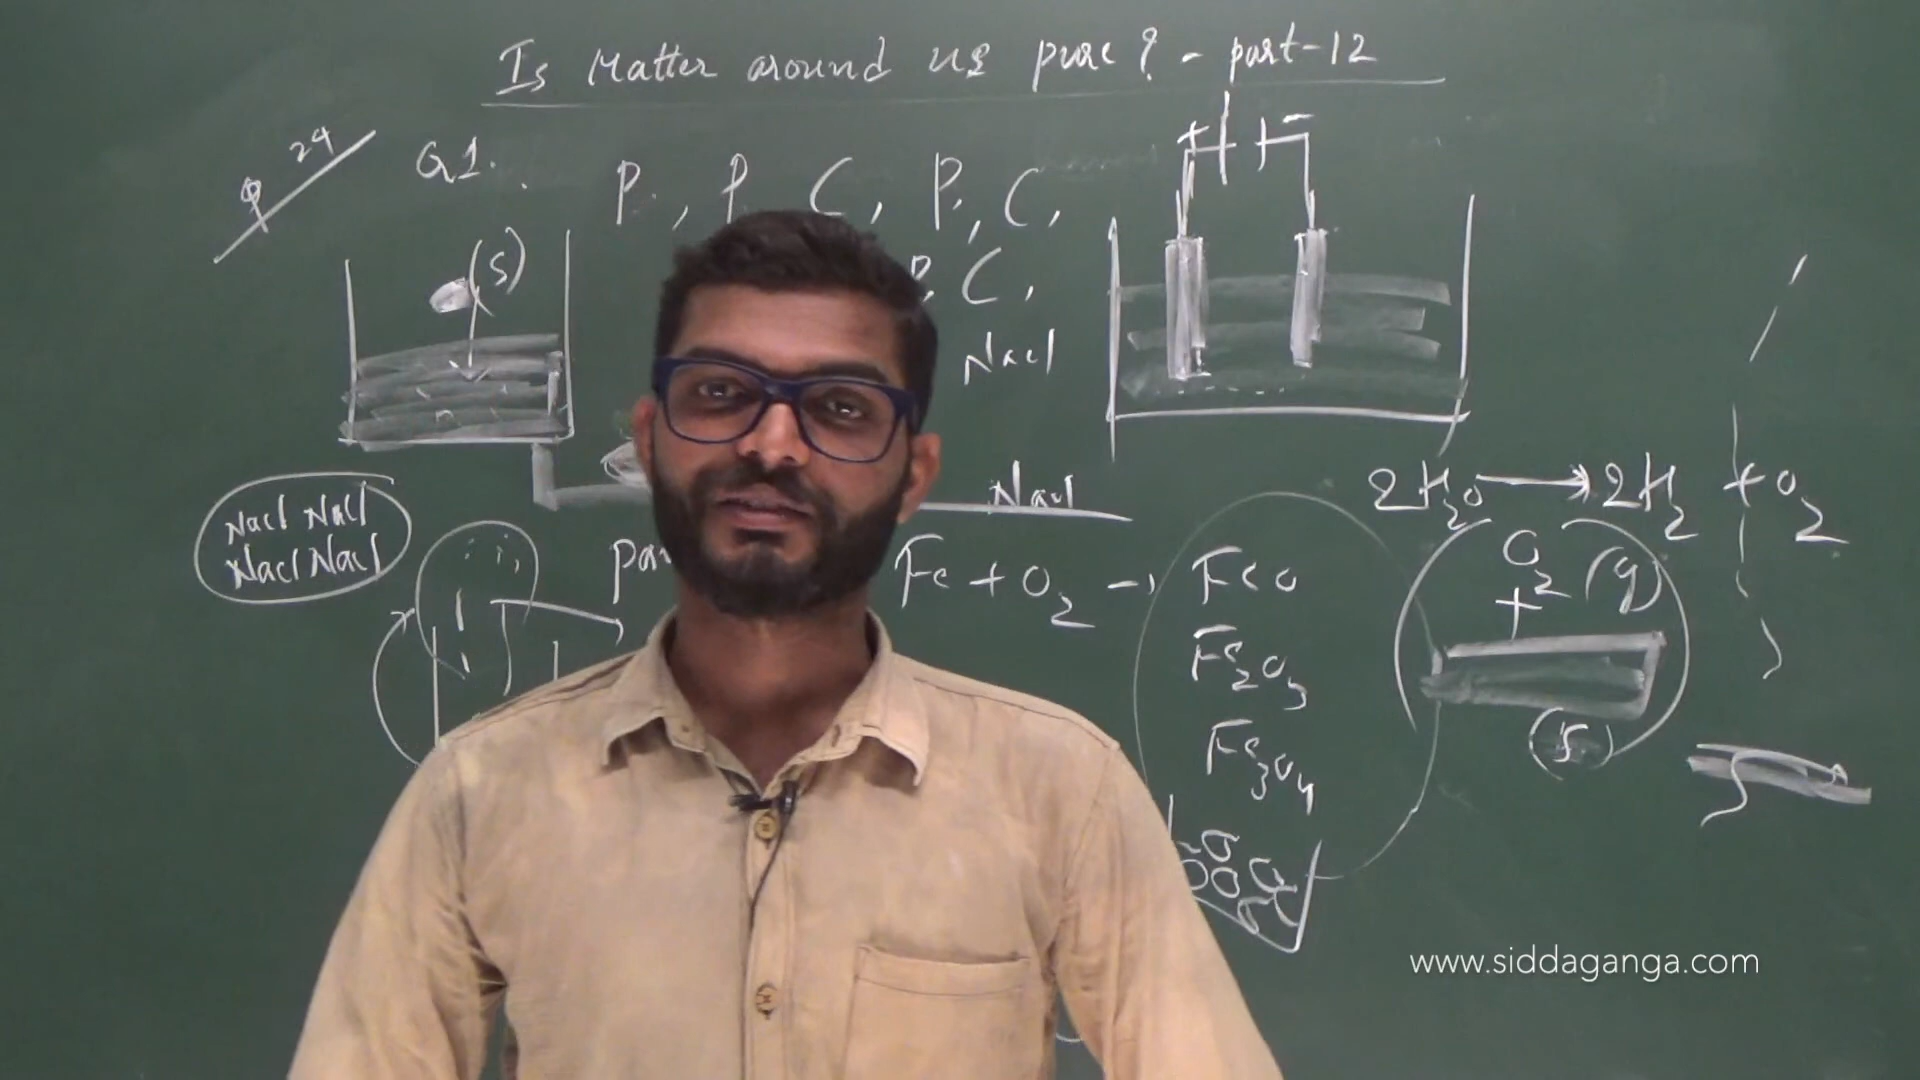 Is Matter around us pure? - part-12
P 24
Q1.
P. , P C, P, C,
(S)
P, C,
+ -
NaCl
NaCl
2H2O → 2H2 + O2
NaCl NaCl
NaCl NaCl
Fe + O2 → FeO
O2 (g)
+
Fe2O3
Fe3O4
(S)
www.siddaganga.com